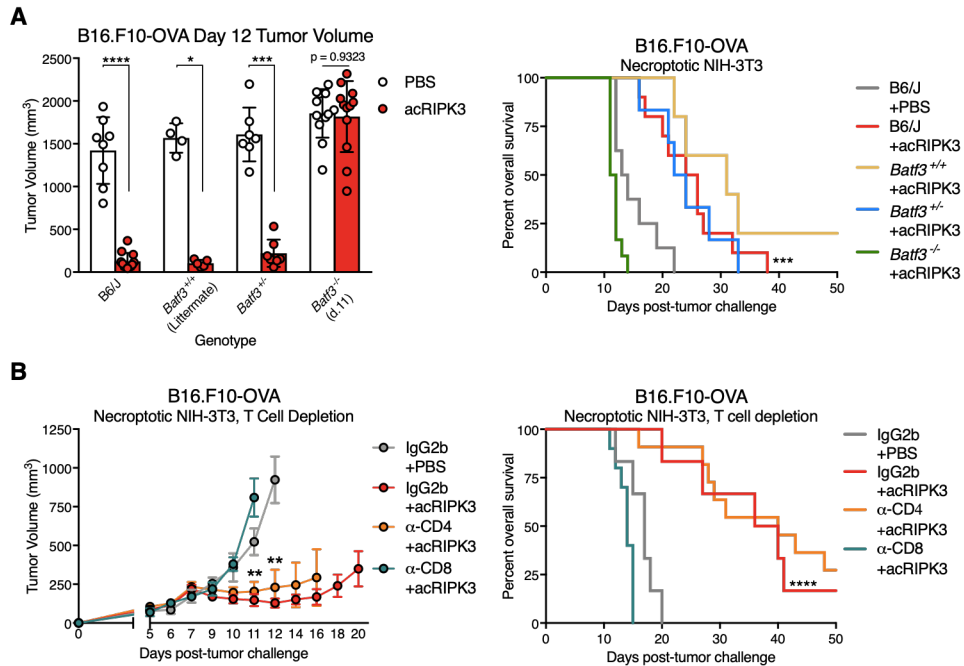 A
B16.F10-OVA Day 12 Tumor Volume
Tumor Volume (mm³)
2500
2000
1500
1000
500
0
****
*
***
p = 0.9323
PBS
acRIPK3
B6/J
Batf3+/+
(Littermate)
Batf3+/-
Batf3-/-
(d.11)
Genotype
B16.F10-OVA
Necroptotic NIH-3T3
Percent overall survival
100
75
50
25
0
***
0 10 20 30 40 50
Days post-tumor challenge
B6/J
+PBS
B6/J
+acRIPK3
Batf3+/+
+acRIPK3
Batf3+/-
+acRIPK3
Batf3-/-
+acRIPK3
B
B16.F10-OVA
Necroptotic NIH-3T3, T Cell Depletion
Tumor Volume (mm³)
1250
1000
750
500
250
0
**
**
0 5 6 7 9 10 11 12 14 16 18 20
Days post-tumor challenge
IgG2b
+PBS
IgG2b
+acRIPK3
α-CD4
+acRIPK3
α-CD8
+acRIPK3
B16.F10-OVA
Necroptotic NIH-3T3, T cell depletion
Percent overall survival
100
75
50
25
0
****
0 10 20 30 40 50
Days post-tumor challenge
IgG2b
+PBS
IgG2b
+acRIPK3
α-CD4
+acRIPK3
α-CD8
+acRIPK3